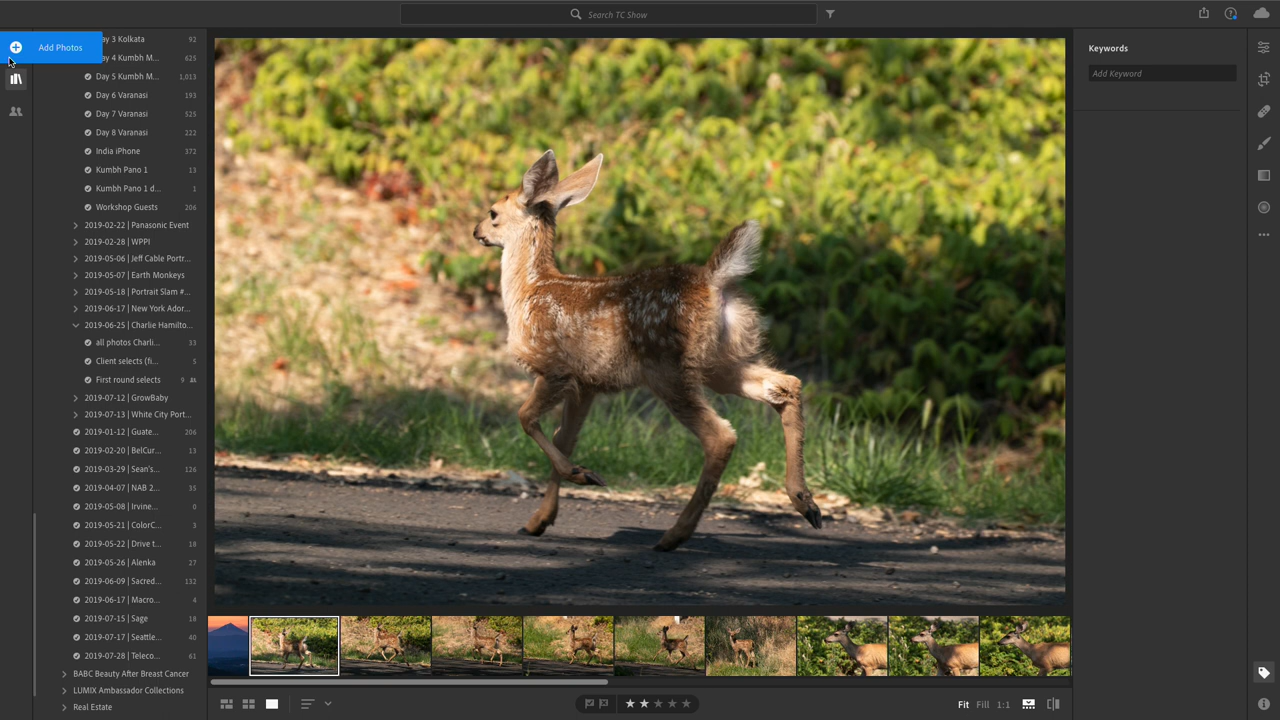 Search TC Show
Add Photos
ay 3 Kolkata 92
ay 4 Kumbh M... 625
Day 5 Kumbh M... 1,013
Day 6 Varanasi 193
Day 7 Varanasi 525
Day 8 Varanasi 222
India iPhone 372
Kumbh Pano 1 13
Kumbh Pano 1 d... 1
Workshop Guests 206
2019-02-22 | Panasonic Event
2019-02-28 | WPPI
2019-05-06 | Jeff Cable Portr...
2019-05-07 | Earth Monkeys
2019-05-18 | Portrait Slam #...
2019-06-17 | New York Ador...
2019-06-25 | Charlie Hamilto...
all photos Charli... 33
Client selects (fi... 5
First round selects 9
2019-07-12 | GrowBaby
2019-07-13 | White City Port...
2019-01-12 | Guate... 206
2019-02-20 | BelCur... 13
2019-03-29 | Sean's... 126
2019-04-07 | NAB 2... 35
2019-05-08 | Irvine... 0
2019-05-21 | ColorC... 3
2019-05-22 | Drive t... 18
2019-05-26 | Alenka 27
2019-06-09 | Sacred... 132
2019-06-17 | Macro... 4
2019-07-15 | Sage 18
2019-07-17 | Seattle... 40
2019-07-28 | Teleco... 61
BABC Beauty After Breast Cancer
LUMIX Ambassador Collections
Real Estate
Keywords
Add Keyword
Fit Fill 1:1